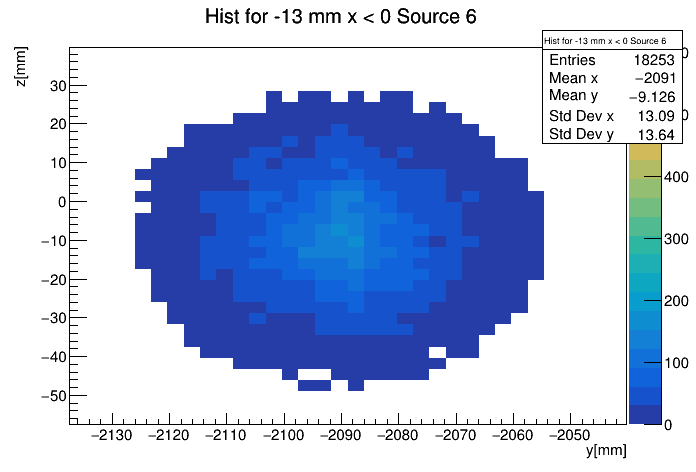 Hist for -13 mm x < 0 Source 6
Hist for -13 mm x < 0 Source 6
Entries 18253
Mean x −2091
Mean y −9.126
Std Dev x 13.09
Std Dev y 13.64
z[mm]
30
20
10
0
−10
−20
−30
−40
−50
−2130 −2120 −2110 −2100 −2090 −2080 −2070 −2060 −2050
y[mm]
0
0
400
300
200
100
0